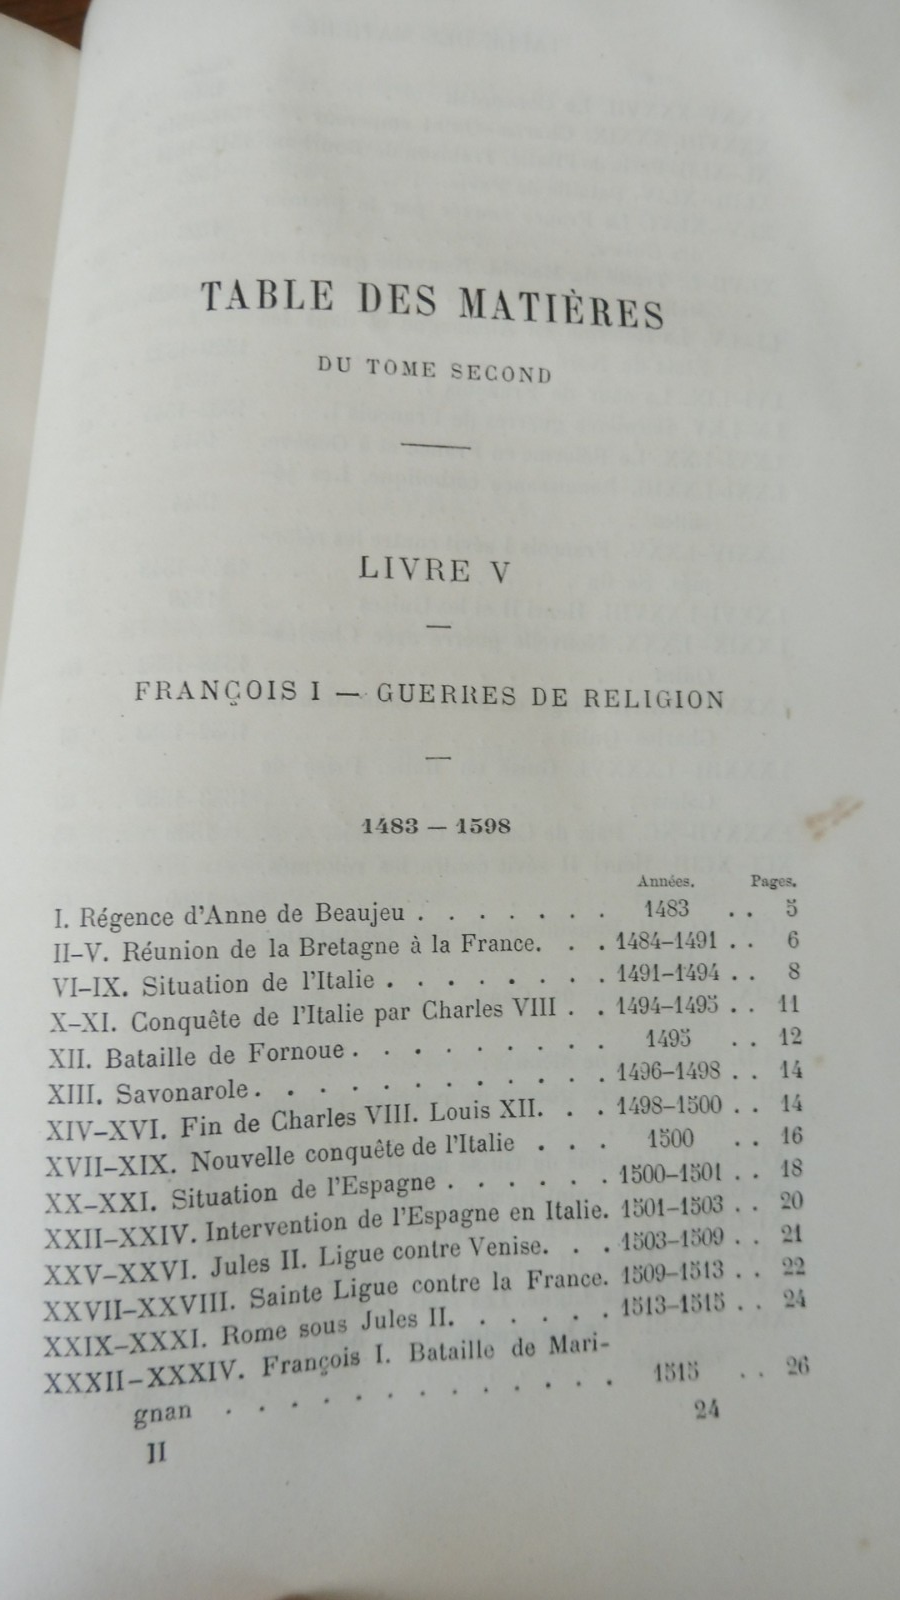 TABLE DES MATIÈRES
DU TOME SECOND
LIVRE V
FRANÇOIS I — GUERRES DE RELIGION
1483 — 1598
Années. Pages.
I. Régence d'Anne de Beaujeu . . . . . . . 1483 . . 5
II-V. Réunion de la Bretagne à la France. . . 1484-1491 . . 6
VI-IX. Situation de l'Italie . . . . . . . . 1491-1494 . . 8
X-XI. Conquête de l'Italie par Charles VIII . . 1494-1495 . . 11
XII. Bataille de Fornoue . . . . . . . . . 1495 . . 12
XIII. Savonarole . . . . . . . . . . . . 1496-1498 . . 14
XIV-XVI. Fin de Charles VIII. Louis XII. . . 1498-1500 . . 14
XVII-XIX. Nouvelle conquête de l'Italie . . . 1500 . . 16
XX-XXI. Situation de l'Espagne . . . . . . 1500-1501 . . 18
XXII-XXIV. Intervention de l'Espagne en Italie. 1501-1503 . . 20
XXV-XXVI. Jules II. Ligue contre Venise. . . 1503-1509 . . 21
XXVII-XXVIII. Sainte Ligue contre la France. 1509-1513 . . 22
XXIX-XXXI. Rome sous Jules II. . . . . . 1513-1515 . . 24
XXXII-XXXIV. François I. Bataille de Mari-
gnan . . . . . . . . . . . . . 1515 . . 26
II 24